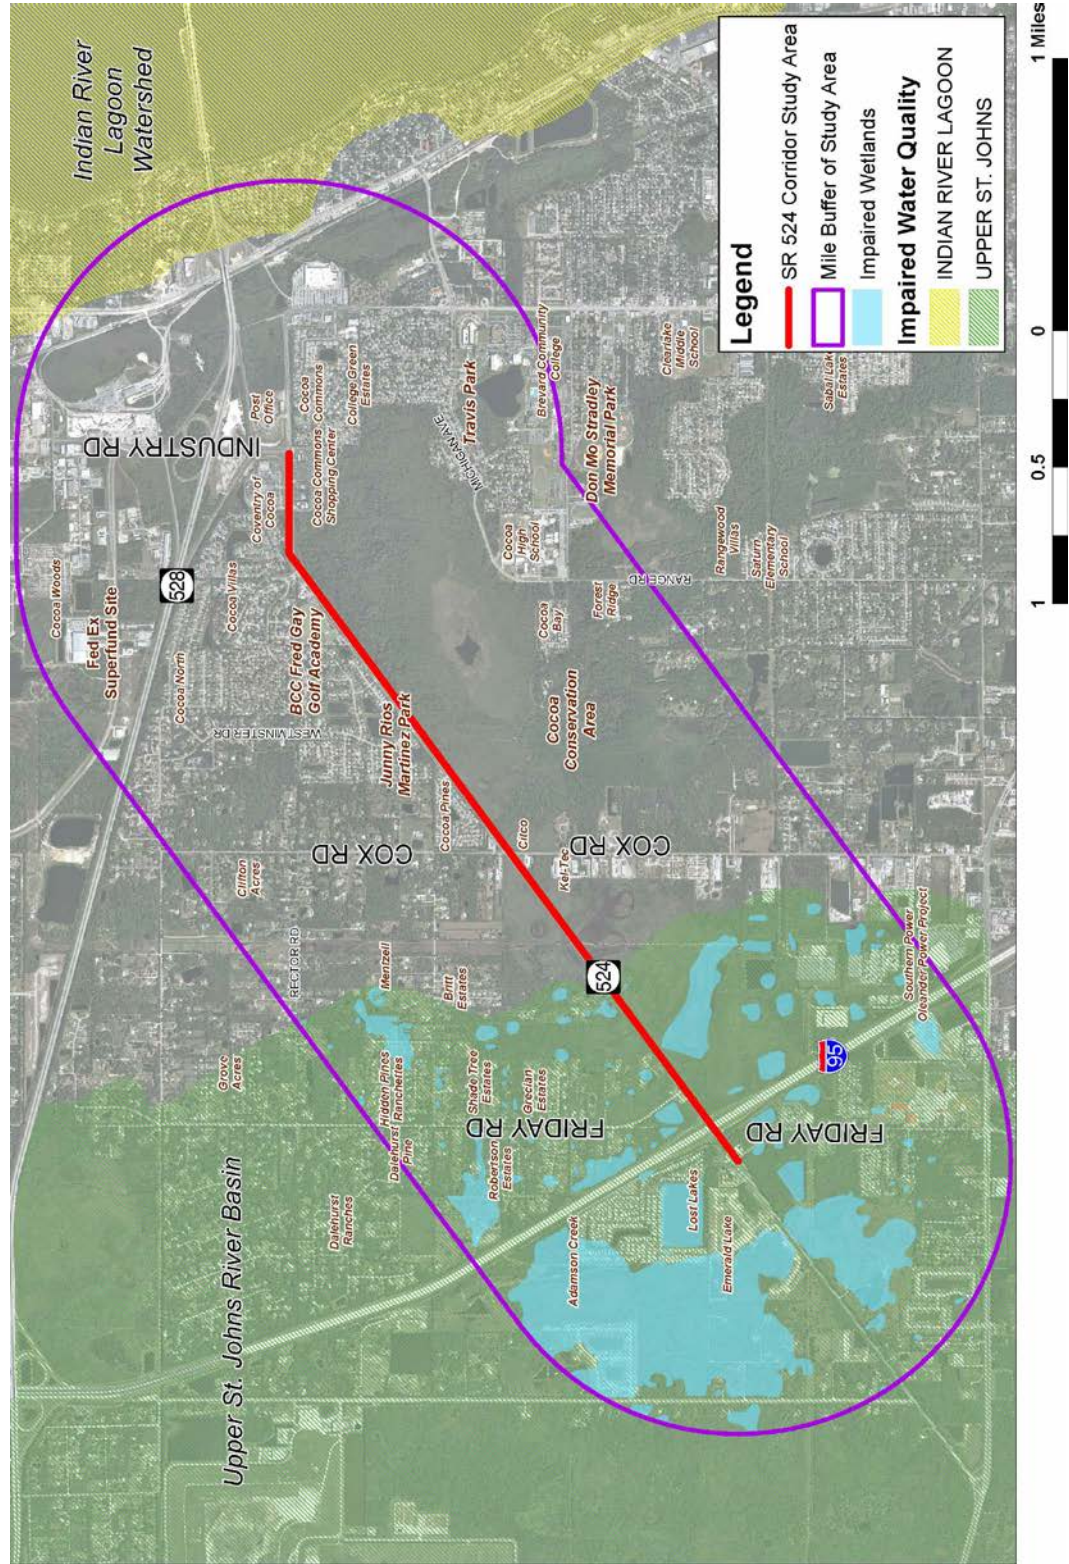 Indian River
Lagoon
Watershed
Upper St. Johns River Basin
Cocoa Woods
Fed Ex
Superfund Site
528
INDUSTRY RD
Post
Office
Coventry of
Cocoa
Cocoa Villas
Cocoa North
Cocoa Commons
Cocoa Commons
Shopping Center
College Green
Estates
BCC Fred Gay
Golf Academy
WESTMINSTER DR
Junny Rios
Martinez Park
Clifton
Acres
RECTOR RD
COX RD
Cocoa Pines
Citco
Kel-Tec
COX RD
Travis Park
MICHIGAN AVE
Brevard Community
College
Cocoa
High
School
Don Mo Stradley
Memorial Park
Clearlake
Middle
School
Sabal Lake
Estates
Cocoa
Bay
Forest
Ridge
RANGE RD
Rangewood
Villas
Saturn
Elementary
School
Cocoa
Conservation
Area
Grove
Acres
Mentzell
Britt
Estates
Hidden Pines
Ranchettes
Dalehurst
Pine
Dalehurst
Ranches
Shade Tree
Estates
Grecian
Estates
FRIDAY RD
Robertson
Estates
524
Adamson Creek
Lost Lakes
Emerald Lake
FRIDAY RD
95
Southern Power
Oleander Power Project
Legend
SR 524 Corridor Study Area
Mile Buffer of Study Area
Impaired Wetlands
Impaired Water Quality
INDIAN RIVER LAGOON
UPPER ST. JOHNS
1 0.5 0 1 Miles